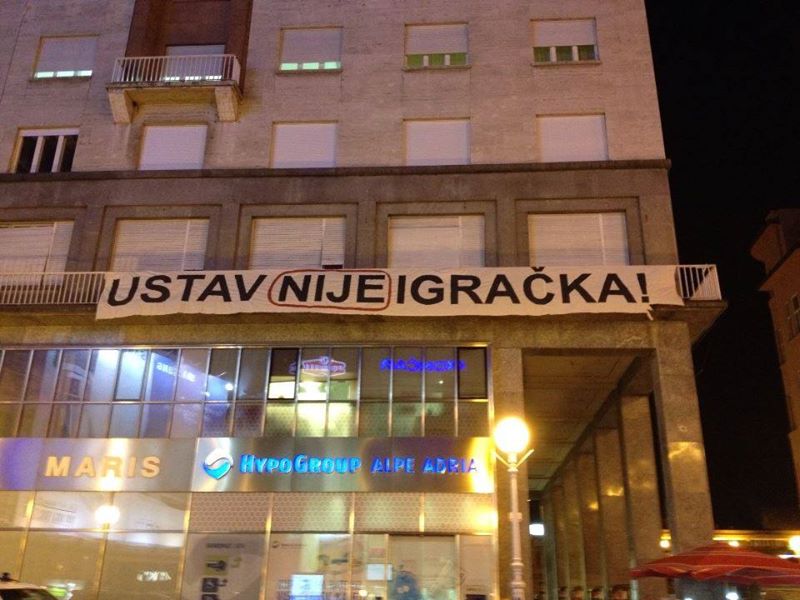 USTAV NIJE IGRAČKA!
MARIS
HYPOGROUP ALPE ADRIA